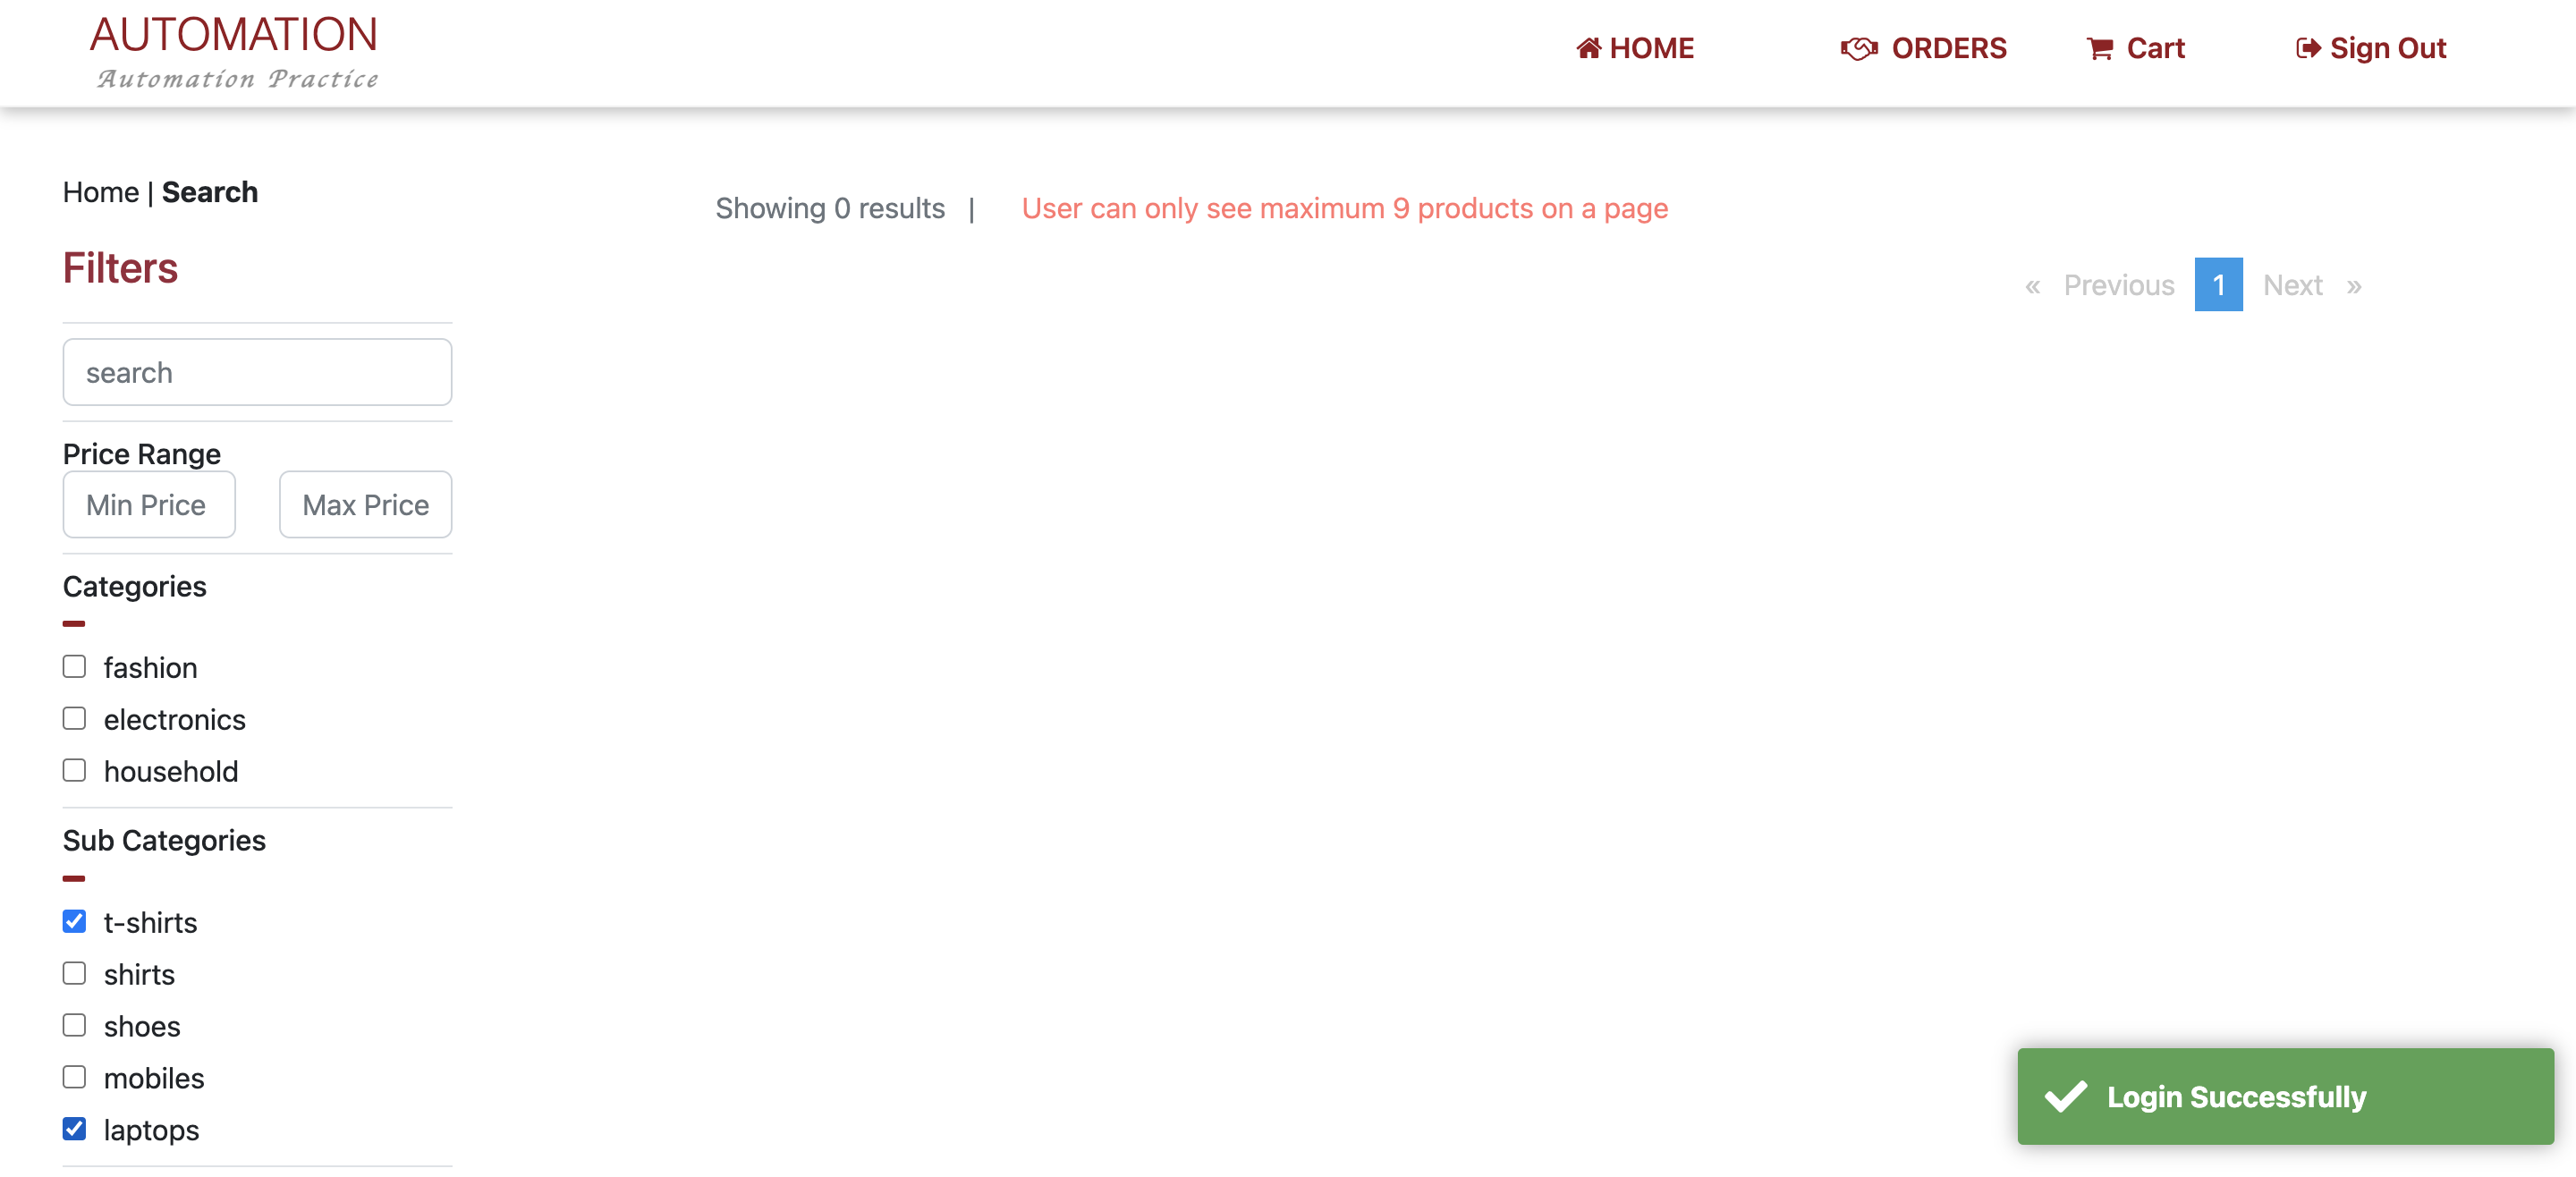 AUTOMATION
Automation Practice
HOME
ORDERS
Cart
Sign Out
Home | Search
Showing 0 results |
User can only see maximum 9 products on a page
Filters
« Previous 1 Next »
search
Price Range
Min Price
Max Price
Categories
fashion
electronics
household
Sub Categories
t-shirts
shirts
shoes
mobiles
laptops
Login Successfully